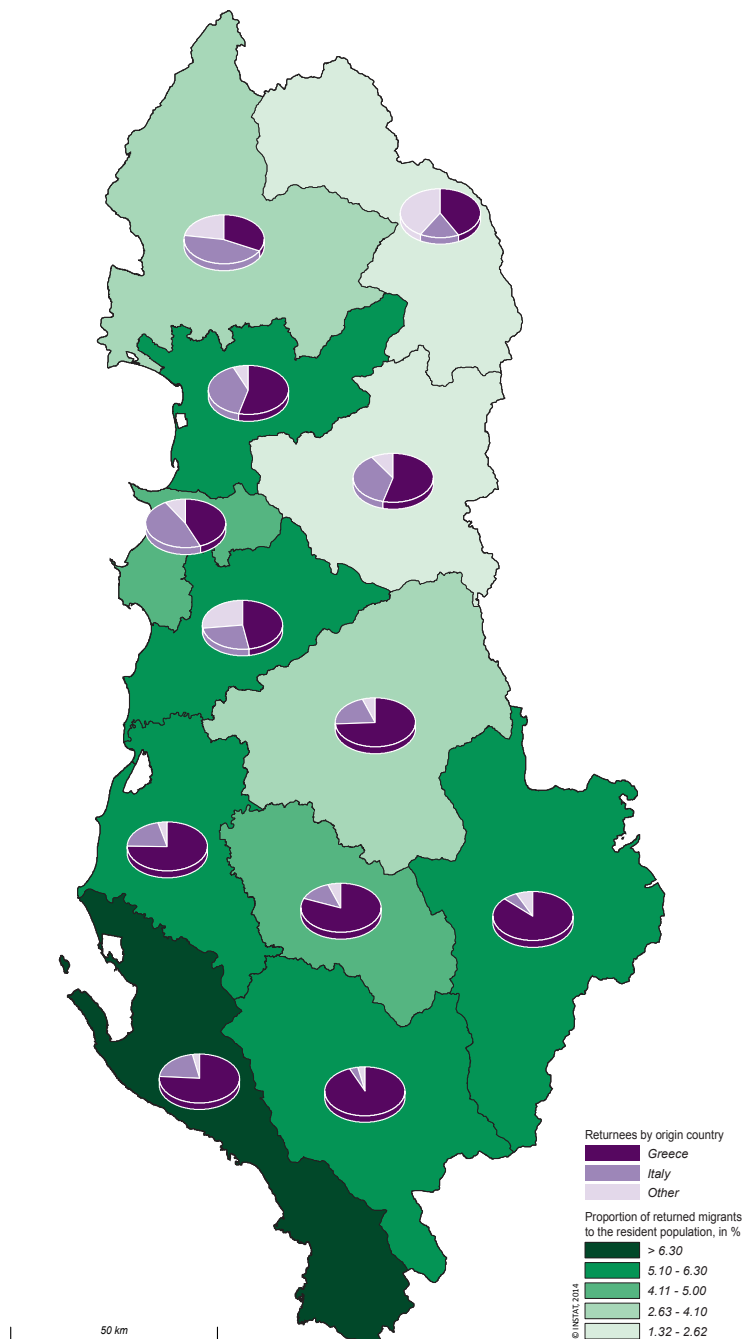 Returnees by origin country
Greece
Italy
Other
Proportion of returned migrants
to the resident population, in %
> 6.30
5.10 - 6.30
4.11 - 5.00
2.63 - 4.10
1.32 - 2.62
© INSTAT, 2014
50 km